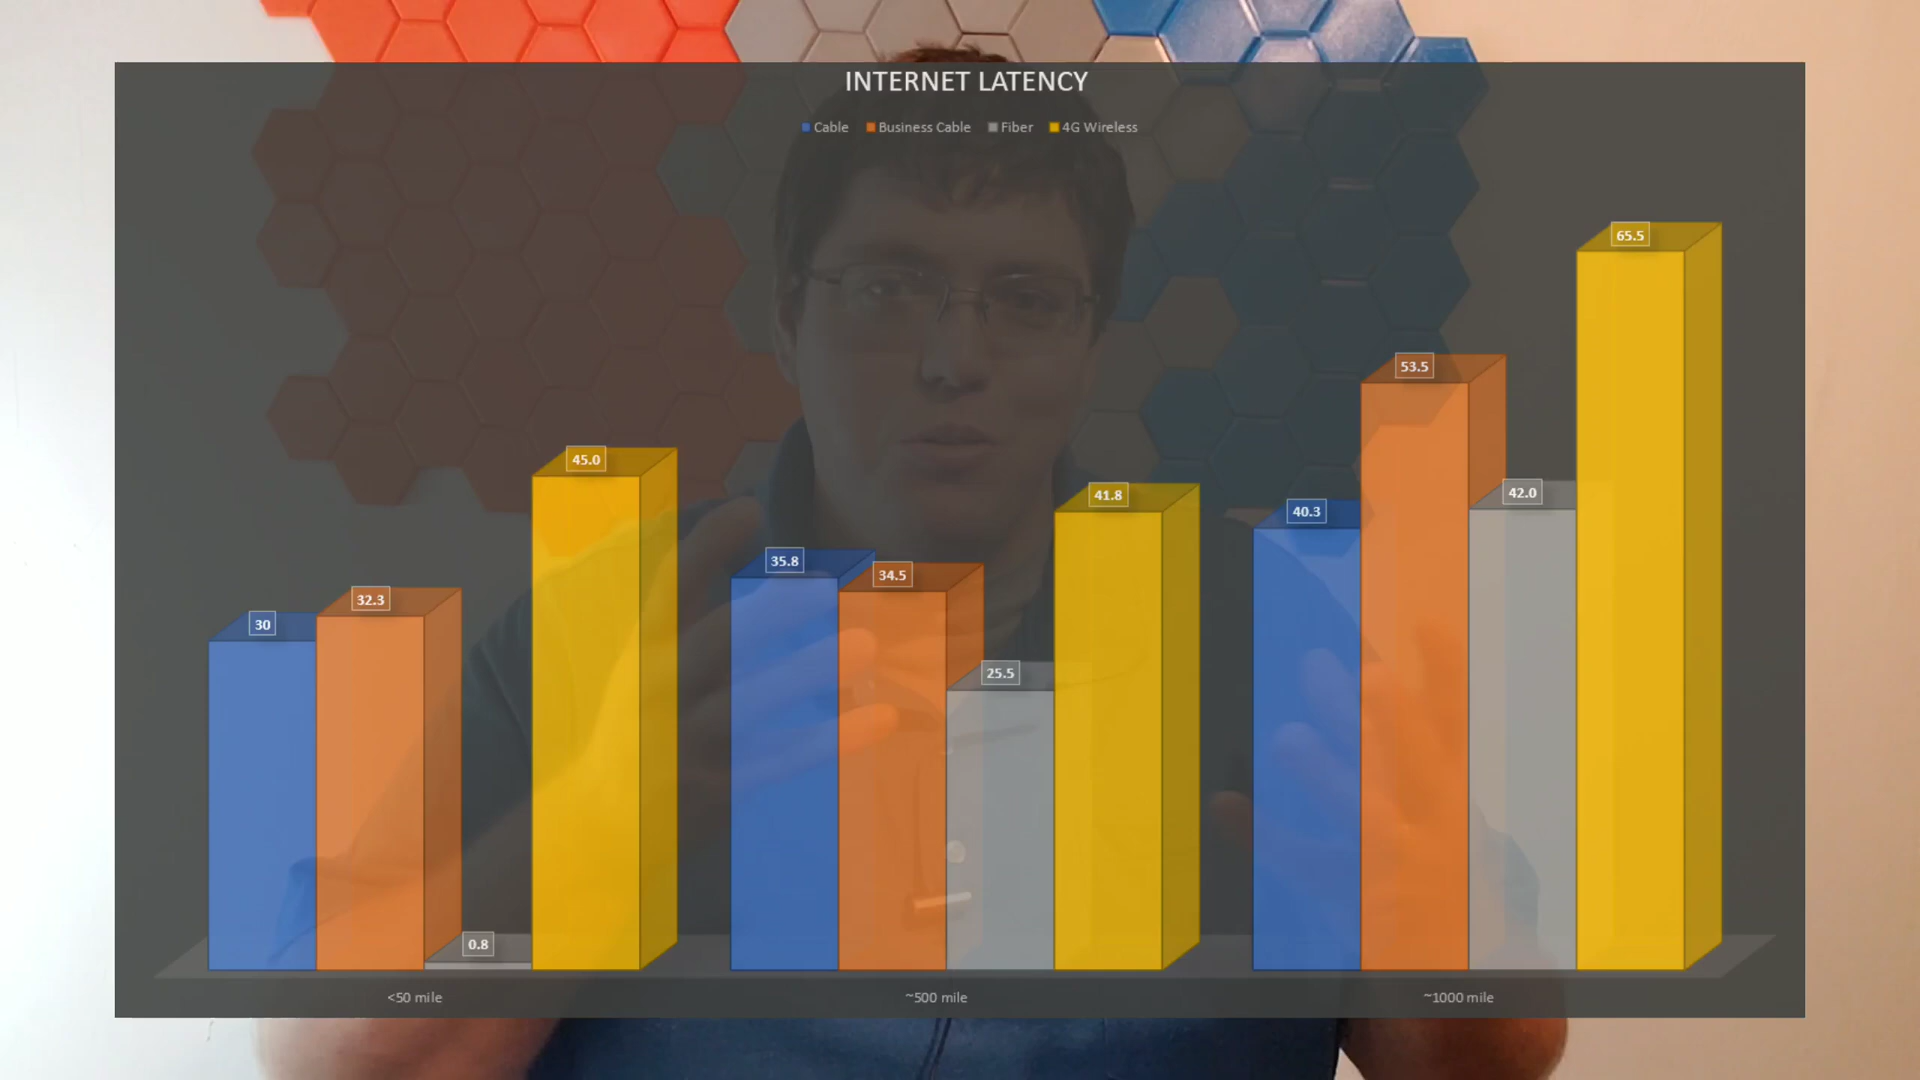 INTERNET LATENCY
Cable Business Cable Fiber 4G Wireless
30
32.3
0.8
45.0
35.8
34.5
25.5
41.8
40.3
53.5
42.0
65.5
<50 mile
~500 mile
~1000 mile